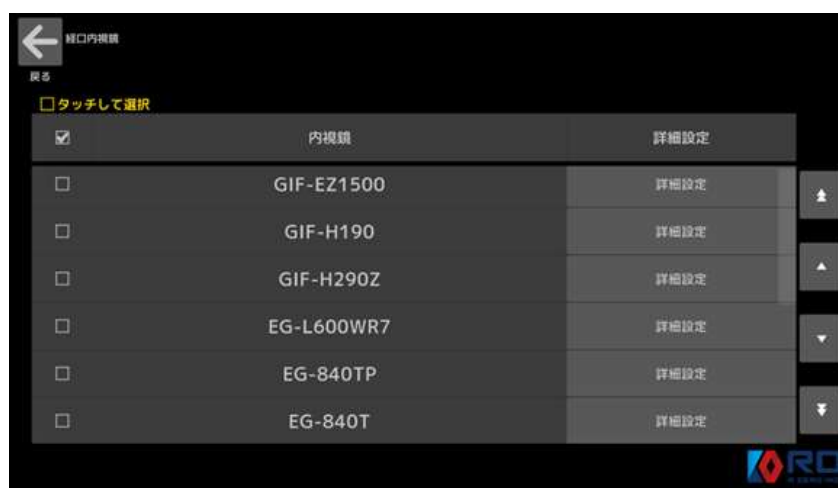 経口内視鏡
戻る
タッチして選択
内視鏡 詳細設定
GIF-EZ1500 詳細設定
GIF-H190 詳細設定
GIF-H290Z 詳細設定
EG-L600WR7 詳細設定
EG-840TP 詳細設定
EG-840T 詳細設定
RO